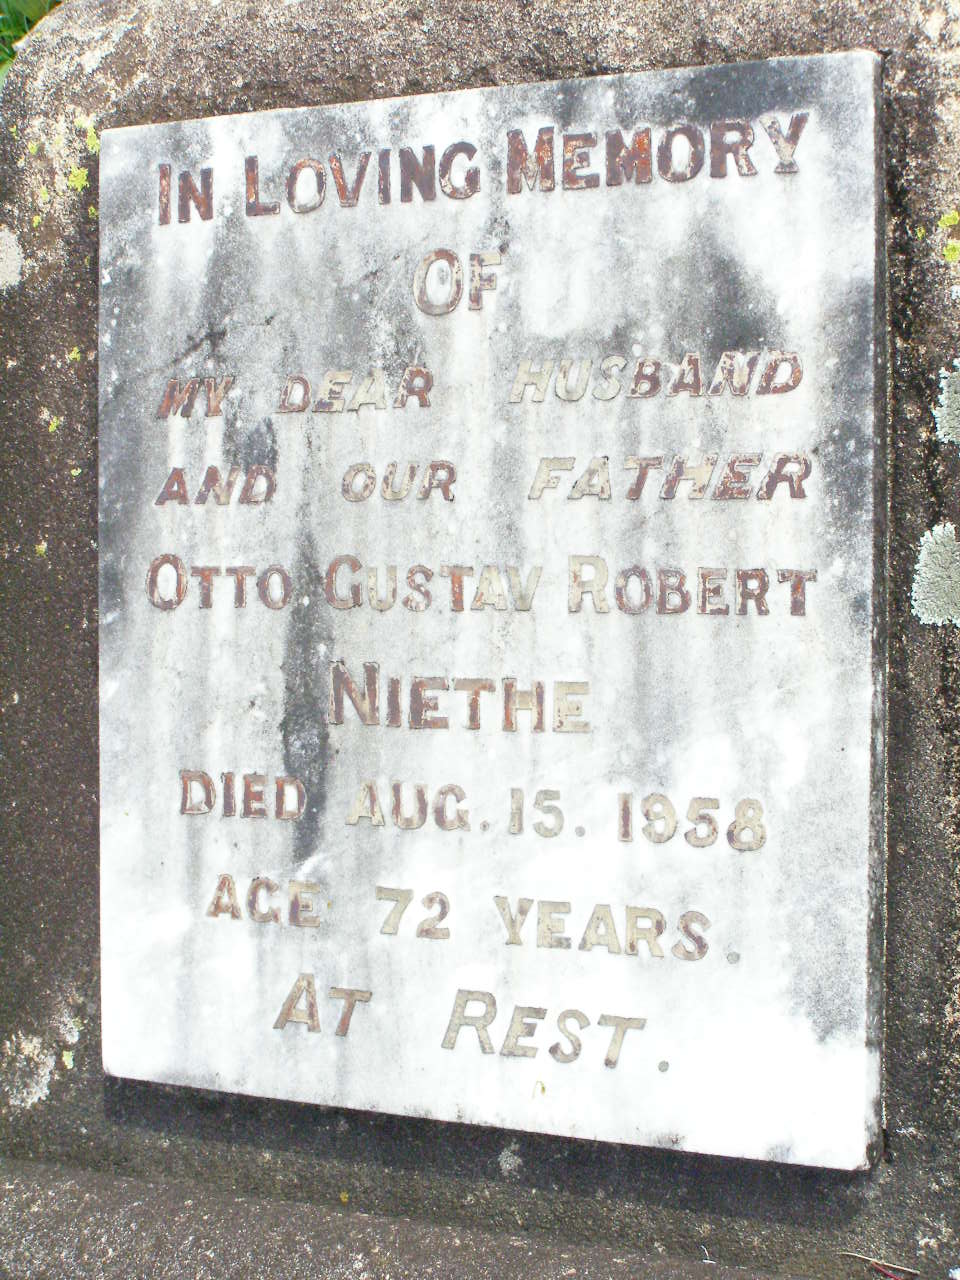 IN LOVING MEMORY
OF
MY DEAR HUSBAND
AND OUR FATHER
OTTO GUSTAV ROBERT
NIETHE
DIED AUG. 15. 1958
AGE 72 YEARS.
AT REST.